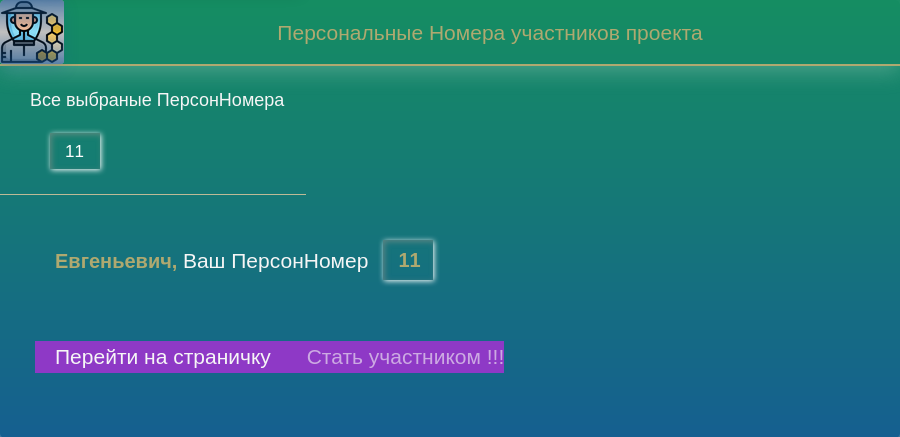 Персональные Номера участников проекта
Все выбраные ПерсонНомера
11
Евгеньевич, Ваш ПерсонНомер 11
Перейти на страничку Стать участником !!!